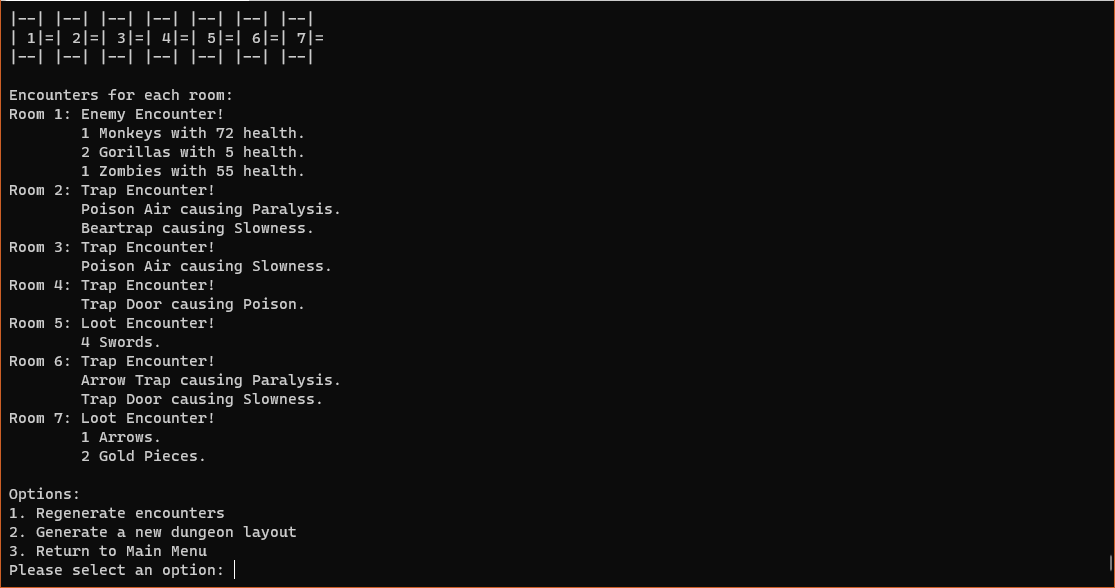 |--| |--| |--| |--| |--| |--| |--|
| 1|=| 2|=| 3|=| 4|=| 5|=| 6|=| 7|=
|--| |--| |--| |--| |--| |--| |--|

Encounters for each room:
Room 1: Enemy Encounter!
        1 Monkeys with 72 health.
        2 Gorillas with 5 health.
        1 Zombies with 55 health.
Room 2: Trap Encounter!
        Poison Air causing Paralysis.
        Beartrap causing Slowness.
Room 3: Trap Encounter!
        Poison Air causing Slowness.
Room 4: Trap Encounter!
        Trap Door causing Poison.
Room 5: Loot Encounter!
        4 Swords.
Room 6: Trap Encounter!
        Arrow Trap causing Paralysis.
        Trap Door causing Slowness.
Room 7: Loot Encounter!
        1 Arrows.
        2 Gold Pieces.

Options:
1. Regenerate encounters
2. Generate a new dungeon layout
3. Return to Main Menu
Please select an option: